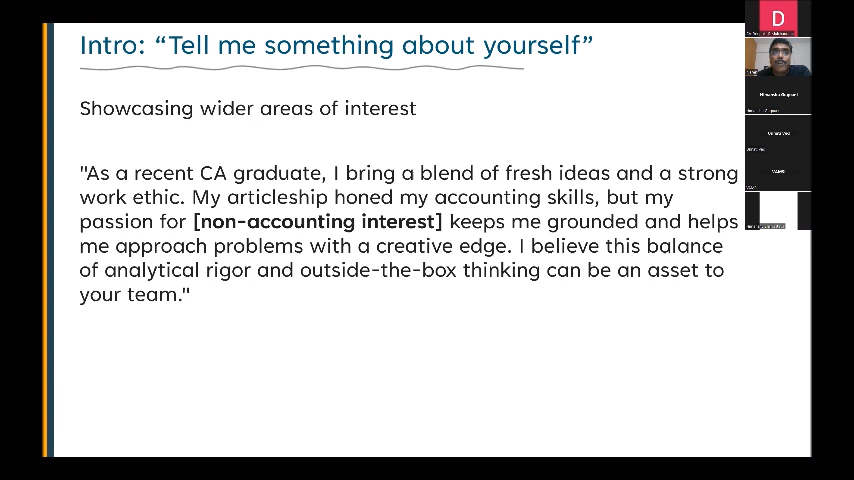 Intro: “Tell me something about yourself”
Showcasing wider areas of interest
"As a recent CA graduate, I bring a blend of fresh ideas and a strong
work ethic. My articleship honed my accounting skills, but my
passion for [non-accounting interest] keeps me grounded and helps
me approach problems with a creative edge. I believe this balance
of analytical rigor and outside-the-box thinking can be an asset to
your team."
D